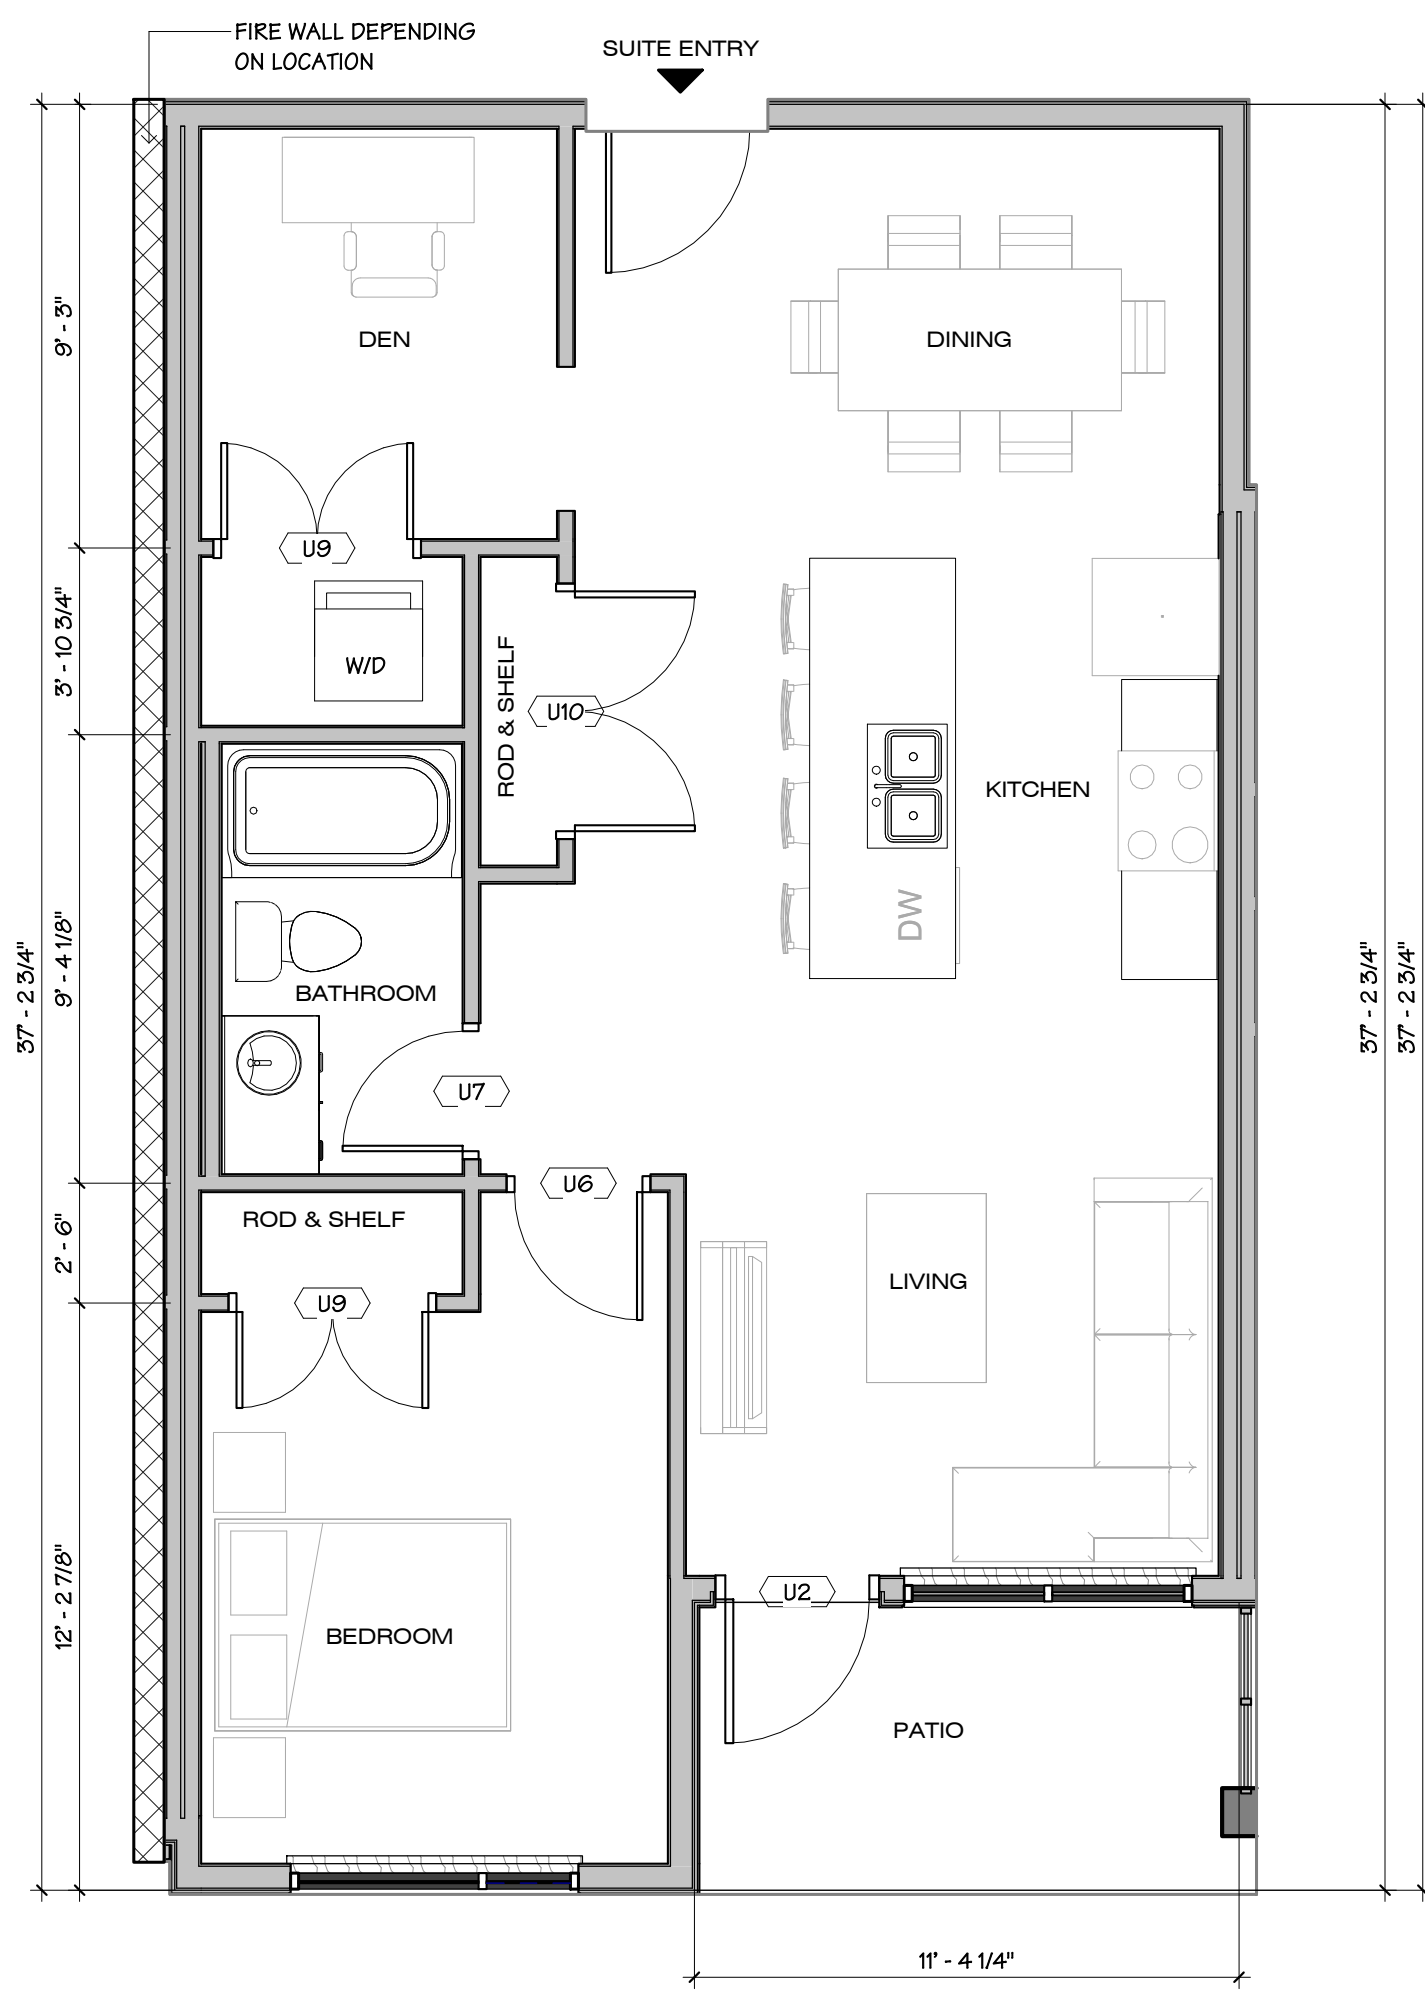 FIRE WALL DEPENDING
ON LOCATION
SUITE ENTRY
9' - 3"
DEN
DINING
U9
3' - 10 3/4"
W/D
ROD & SHELF
U10
KITCHEN
DW
9' - 4 1/8"
37' - 2 3/4"
37' - 2 3/4"
37' - 2 3/4"
BATHROOM
U7
U6
2' - 6"
ROD & SHELF
U9
LIVING
12' - 2 7/8"
U2
BEDROOM
PATIO
11' - 4 1/4"